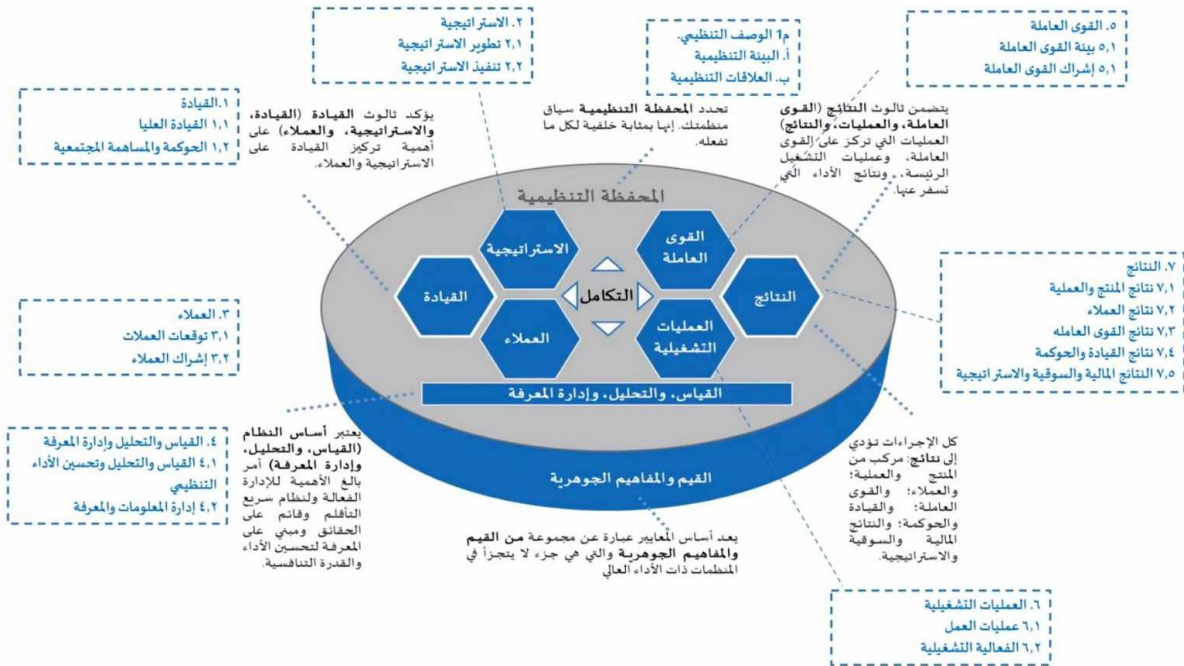 ٢. الاستراتيجية
٢,١ تطوير الاستراتيجية
٢,٢ تنفيذ الاستراتيجية
م1 الوصف التنظيمي.
أ. البيئة التنظيمية
ب. العلاقات التنظيمية
٥. القوى العاملة
٥,١ بيئة القوى العاملة
٥,١ إشراك القوى العاملة
١.القيادة
١,١ القيادة العليا
١,٢ الحوكمة والمساهمة المجتمعية
يؤكد ثالوث القيادة (القيادة،
والاستراتيجية، والعملاء) على
أهمية تركيز القيادة على
الاستراتيجية والعملاء.
تحدد المحفظة التنظيمية سياق
منظمتك. إنها بمثابة خلفية لكل ما
تفعله.
يتضمن ثالوث النتائج (القوى
العاملة، والعمليات، والنتائج)
العمليات التي تركز على القوى
العاملة، وعمليات التشغيل
الرئيسة، ونتائج الأداء التي
تسفر عنها.
المحفظة التنظيمية
الاستراتيجية
القوى
العاملة
القيادة
التكامل
النتائج
العملاء
العمليات
التشغيلية
القياس، والتحليل، وإدارة المعرفة
القيم والمفاهيم الجوهرية
٣. العملاء
٣,١ توقعات العملات
٣,٢ إشراك العملاء
٧. النتائج
٧,١ نتائج المنتج والعملية
٧,٢ نتائج العملاء
٧,٣ نتائج القوى العامله
٧,٤ نتائج القيادة والحوكمة
٧,٥ النتائج المالية والسوقية والاستراتيجية
٤. القياس والتحليل وإدارة المعرفة
٤,١ القياس والتحليل وتحسين الأداء
التنظيمي
٤,٢ إدارة المعلومات والمعرفة
يعتبر أساس النظام
(القياس، والتحليل،
وإدارة المعرفة) أمر
بالغ الأهمية للإدارة
الفعالة ولنظام سريع
التأقلم وقائم على
الحقائق ومبني على
المعرفة لتحسين الأداء
والقدرة التنافسية.
يعد أساس المعايير عبارة عن مجموعة من القيم
والمفاهيم الجوهرية والتي هي جزء لا يتجزأ في
المنظمات ذات الأداء العالي
كل الإجراءات تؤدي
إلى نتائج: مركب من
المنتج والعملية؛
والعملاء؛ والقوى
العاملة؛ والقيادة
والحوكمة؛ والنتائج
المالية والسوقية
والاستراتيجية.
٦. العمليات التشغيلية
٦,١ عمليات العمل
٦,٢ الفعالية التشغيلية